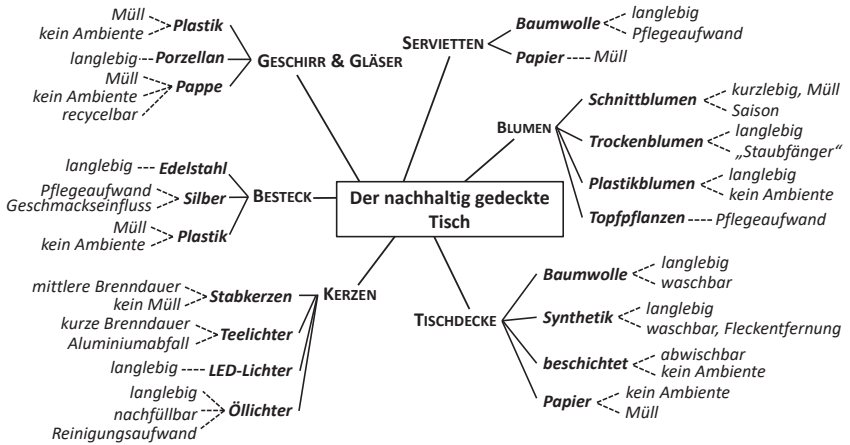 Der nachhaltig gedeckte
Tisch
GESCHIRR & GLÄSER
Plastik
Müll
kein Ambiente
Porzellan
langlebig
Pappe
Müll
kein Ambiente
recycelbar
SERVIETTEN
Baumwolle
langlebig
Pflegeaufwand
Papier
Müll
BLUMEN
Schnittblumen
kurzlebig, Müll
Saison
Trockenblumen
langlebig
„Staubfänger“
Plastikblumen
langlebig
kein Ambiente
Topfpflanzen
Pflegeaufwand
BESTECK
Edelstahl
langlebig
Silber
Pflegeaufwand
Geschmackseinfluss
Plastik
Müll
kein Ambiente
KERZEN
Stabkerzen
mittlere Brenndauer
kein Müll
Teelichter
kurze Brenndauer
Aluminiumabfall
LED-Lichter
langlebig
Öllichter
langlebig
nachfüllbar
Reinigungsaufwand
TISCHDECKE
Baumwolle
langlebig
waschbar
Synthetik
langlebig
waschbar, Fleckentfernung
beschichtet
abwischbar
kein Ambiente
Papier
kein Ambiente
Müll